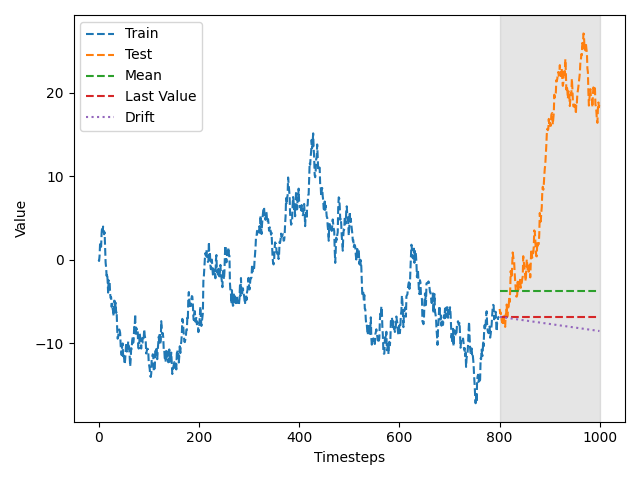 Train
Test
Mean
Last Value
Drift
Value
20
10
0
−10
0
200
400
600
800
1000
Timesteps